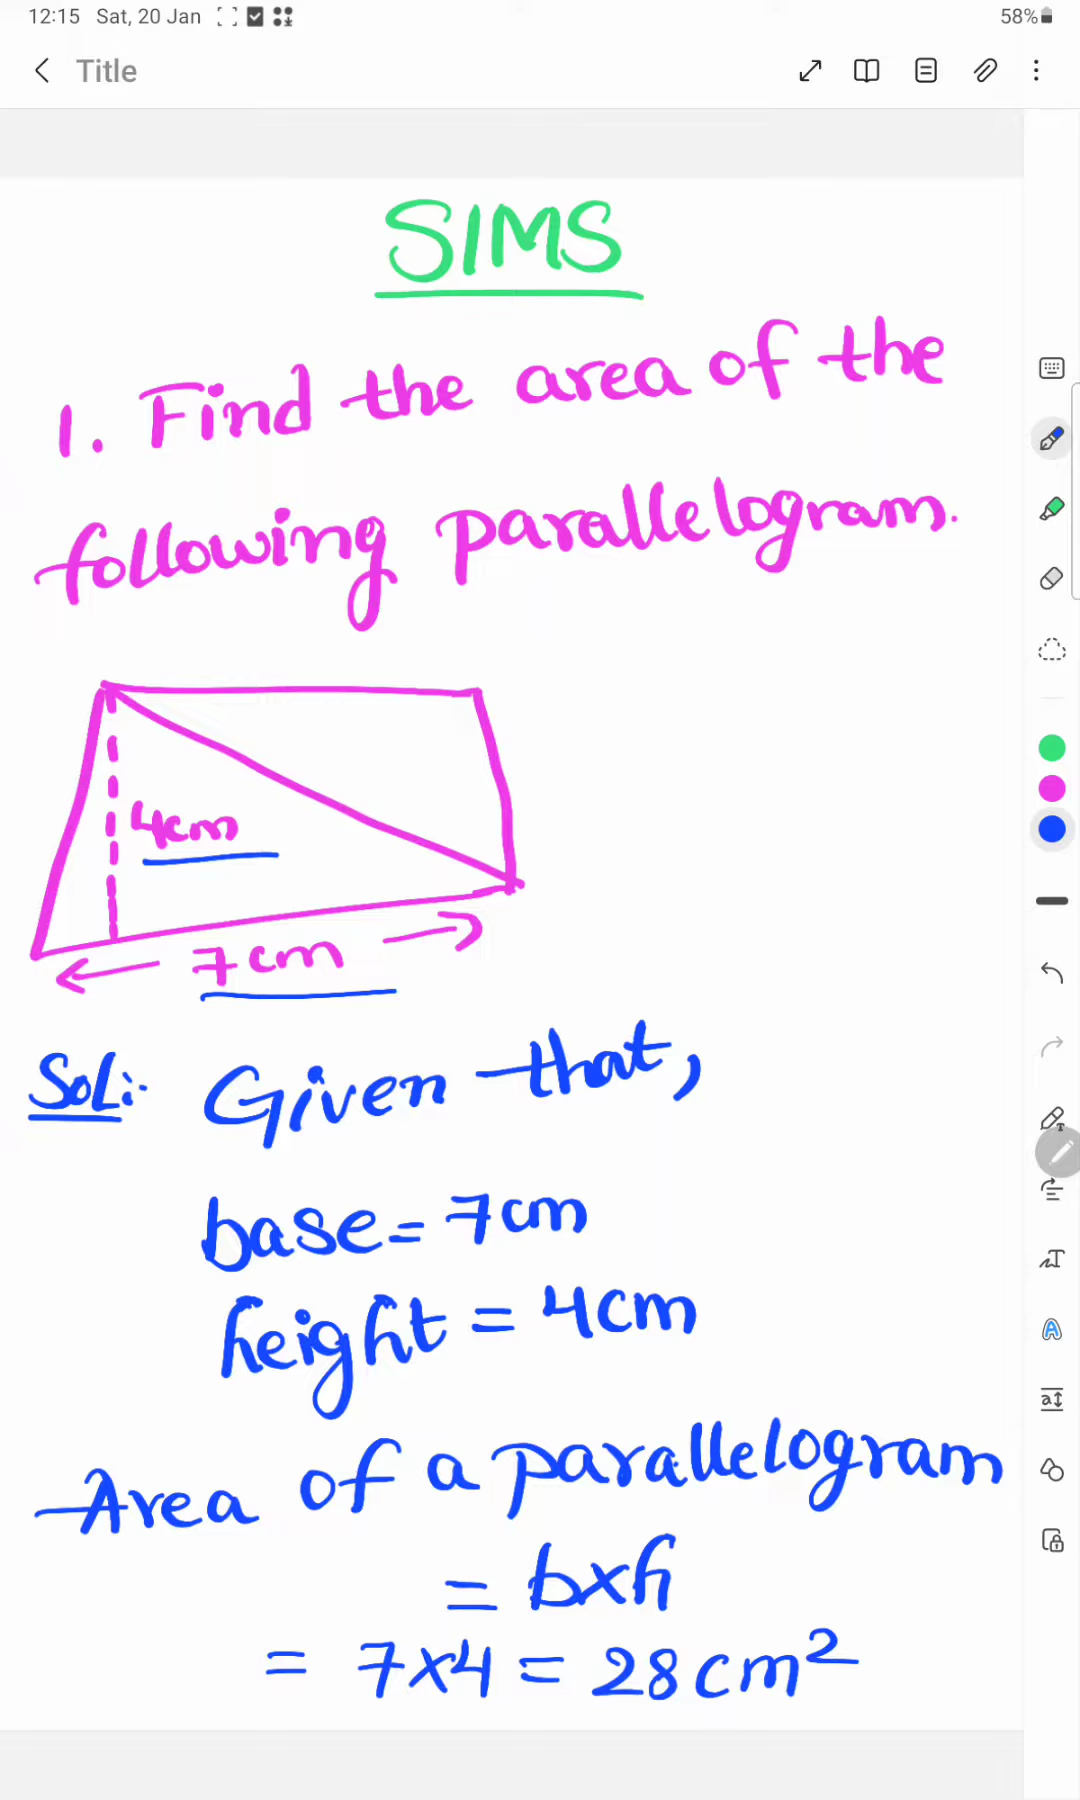 12:15 Sat, 20 Jan
58%
Title
SIMS
1. Find the area of the
following parallelogram.
4cm
7cm
Sol:- Given that,
base = 7cm
height = 4cm
Area of a parallelogram
= b×h
= 7×4 = 28cm²